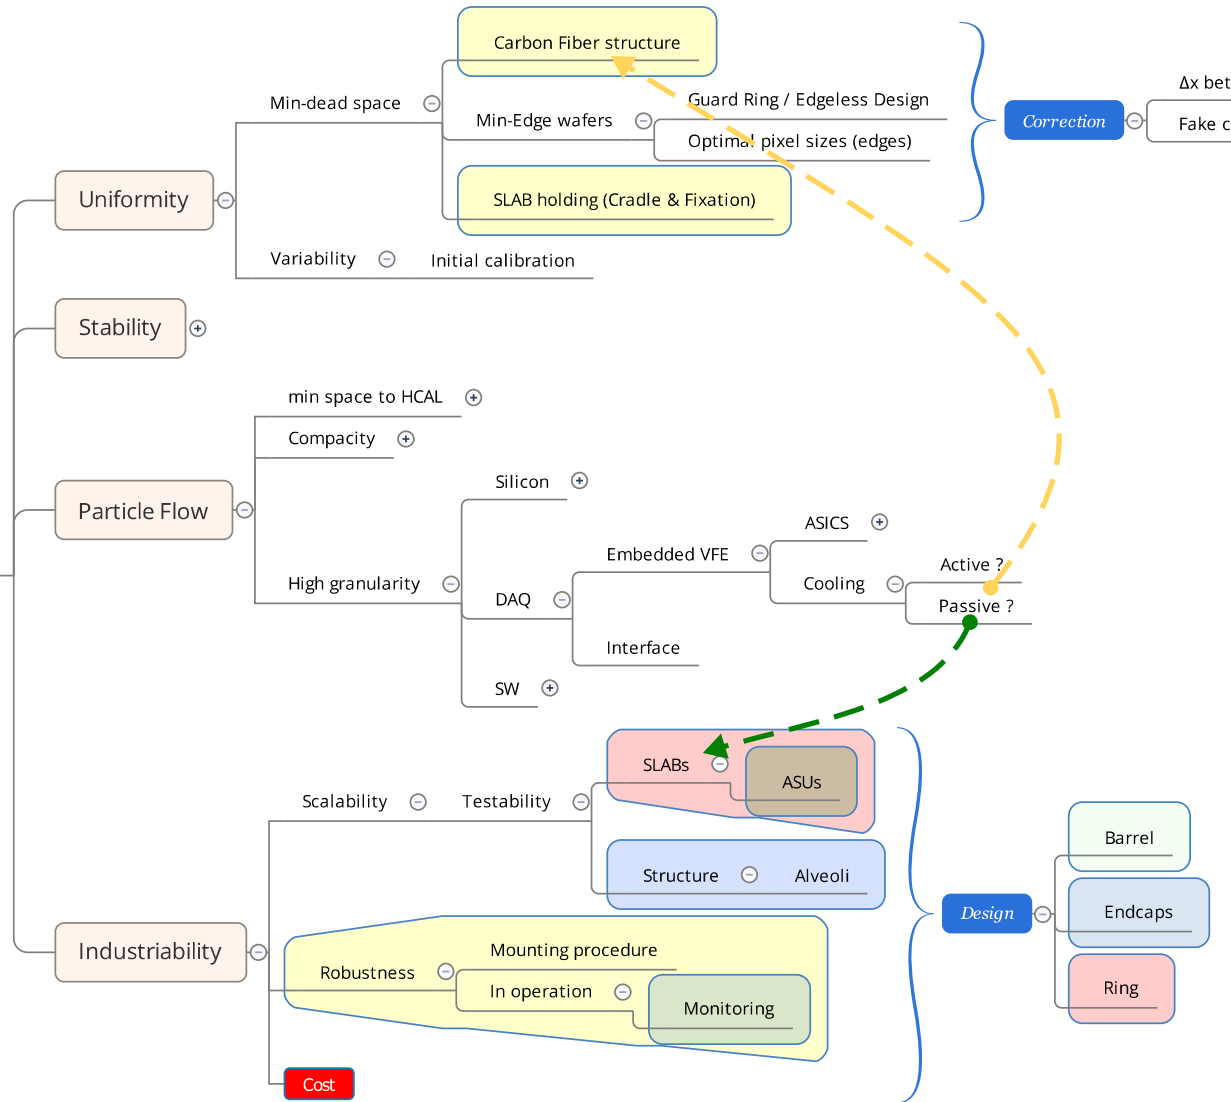 Carbon Fiber structure
Min-dead space
Guard Ring / Edgeless Design
Min-Edge wafers
Optimal pixel sizes (edges)
Correction
Δx bet
Fake c
Uniformity
SLAB holding (Cradle & Fixation)
Variability
Initial calibration
Stability
min space to HCAL
Compacity
Silicon
Particle Flow
ASICS
Embedded VFE
Active ?
High granularity
Cooling
DAQ
Passive ?
Interface
SW
SLABs
ASUs
Scalability
Testability
Barrel
Structure
Alveoli
Design
Endcaps
Industriability
Mounting procedure
Robustness
In operation
Ring
Monitoring
Cost